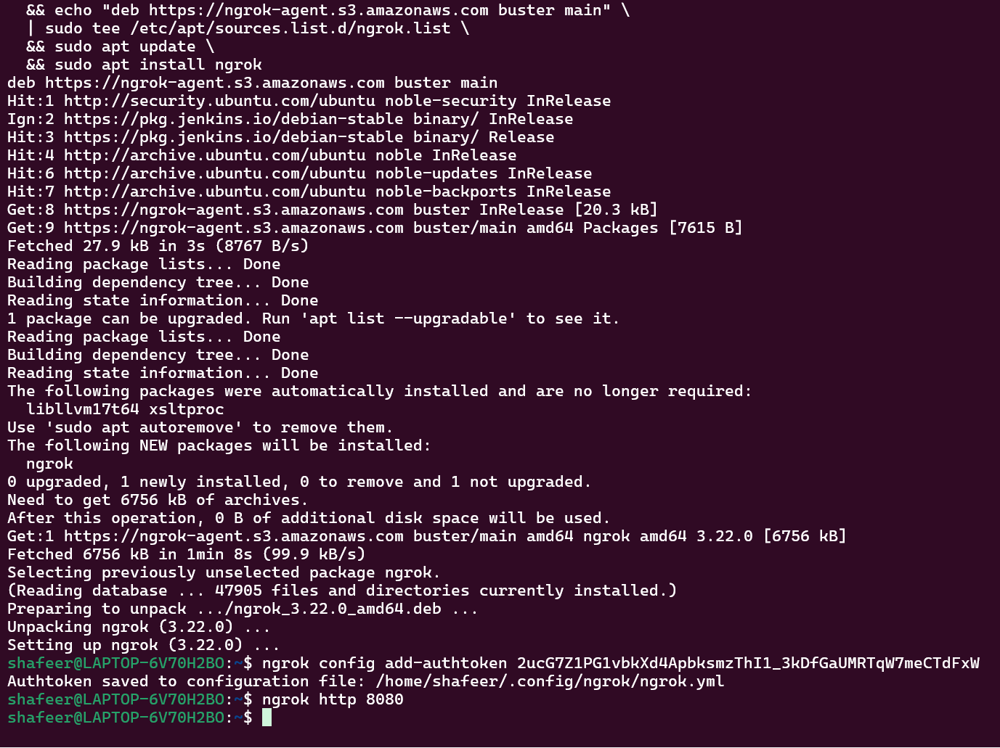 && echo "deb https://ngrok-agent.s3.amazonaws.com buster main" \
  | sudo tee /etc/apt/sources.list.d/ngrok.list \
  && sudo apt update \
  && sudo apt install ngrok
deb https://ngrok-agent.s3.amazonaws.com buster main
Hit:1 http://security.ubuntu.com/ubuntu noble-security InRelease
Ign:2 https://pkg.jenkins.io/debian-stable binary/ InRelease
Hit:3 https://pkg.jenkins.io/debian-stable binary/ Release
Hit:4 http://archive.ubuntu.com/ubuntu noble InRelease
Hit:6 http://archive.ubuntu.com/ubuntu noble-updates InRelease
Hit:7 http://archive.ubuntu.com/ubuntu noble-backports InRelease
Get:8 https://ngrok-agent.s3.amazonaws.com buster InRelease [20.3 kB]
Get:9 https://ngrok-agent.s3.amazonaws.com buster/main amd64 Packages [7615 B]
Fetched 27.9 kB in 3s (8767 B/s)
Reading package lists... Done
Building dependency tree... Done
Reading state information... Done
1 package can be upgraded. Run 'apt list --upgradable' to see it.
Reading package lists... Done
Building dependency tree... Done
Reading state information... Done
The following packages were automatically installed and are no longer required:
  libllvm17t64 xsltproc
Use 'sudo apt autoremove' to remove them.
The following NEW packages will be installed:
  ngrok
0 upgraded, 1 newly installed, 0 to remove and 1 not upgraded.
Need to get 6756 kB of archives.
After this operation, 0 B of additional disk space will be used.
Get:1 https://ngrok-agent.s3.amazonaws.com buster/main amd64 ngrok amd64 3.22.0 [6756 kB]
Fetched 6756 kB in 1min 8s (99.9 kB/s)
Selecting previously unselected package ngrok.
(Reading database ... 47905 files and directories currently installed.)
Preparing to unpack .../ngrok_3.22.0_amd64.deb ...
Unpacking ngrok (3.22.0) ...
Setting up ngrok (3.22.0) ...
shafeer@LAPTOP-6V70H2BO:~$ ngrok config add-authtoken 2ucG7Z1PG1vbkXd4ApbksmzThI1_3kDfGaUMRTqW7meCTdFxW
Authtoken saved to configuration file: /home/shafeer/.config/ngrok/ngrok.yml
shafeer@LAPTOP-6V70H2BO:~$ ngrok http 8080
shafeer@LAPTOP-6V70H2BO:~$